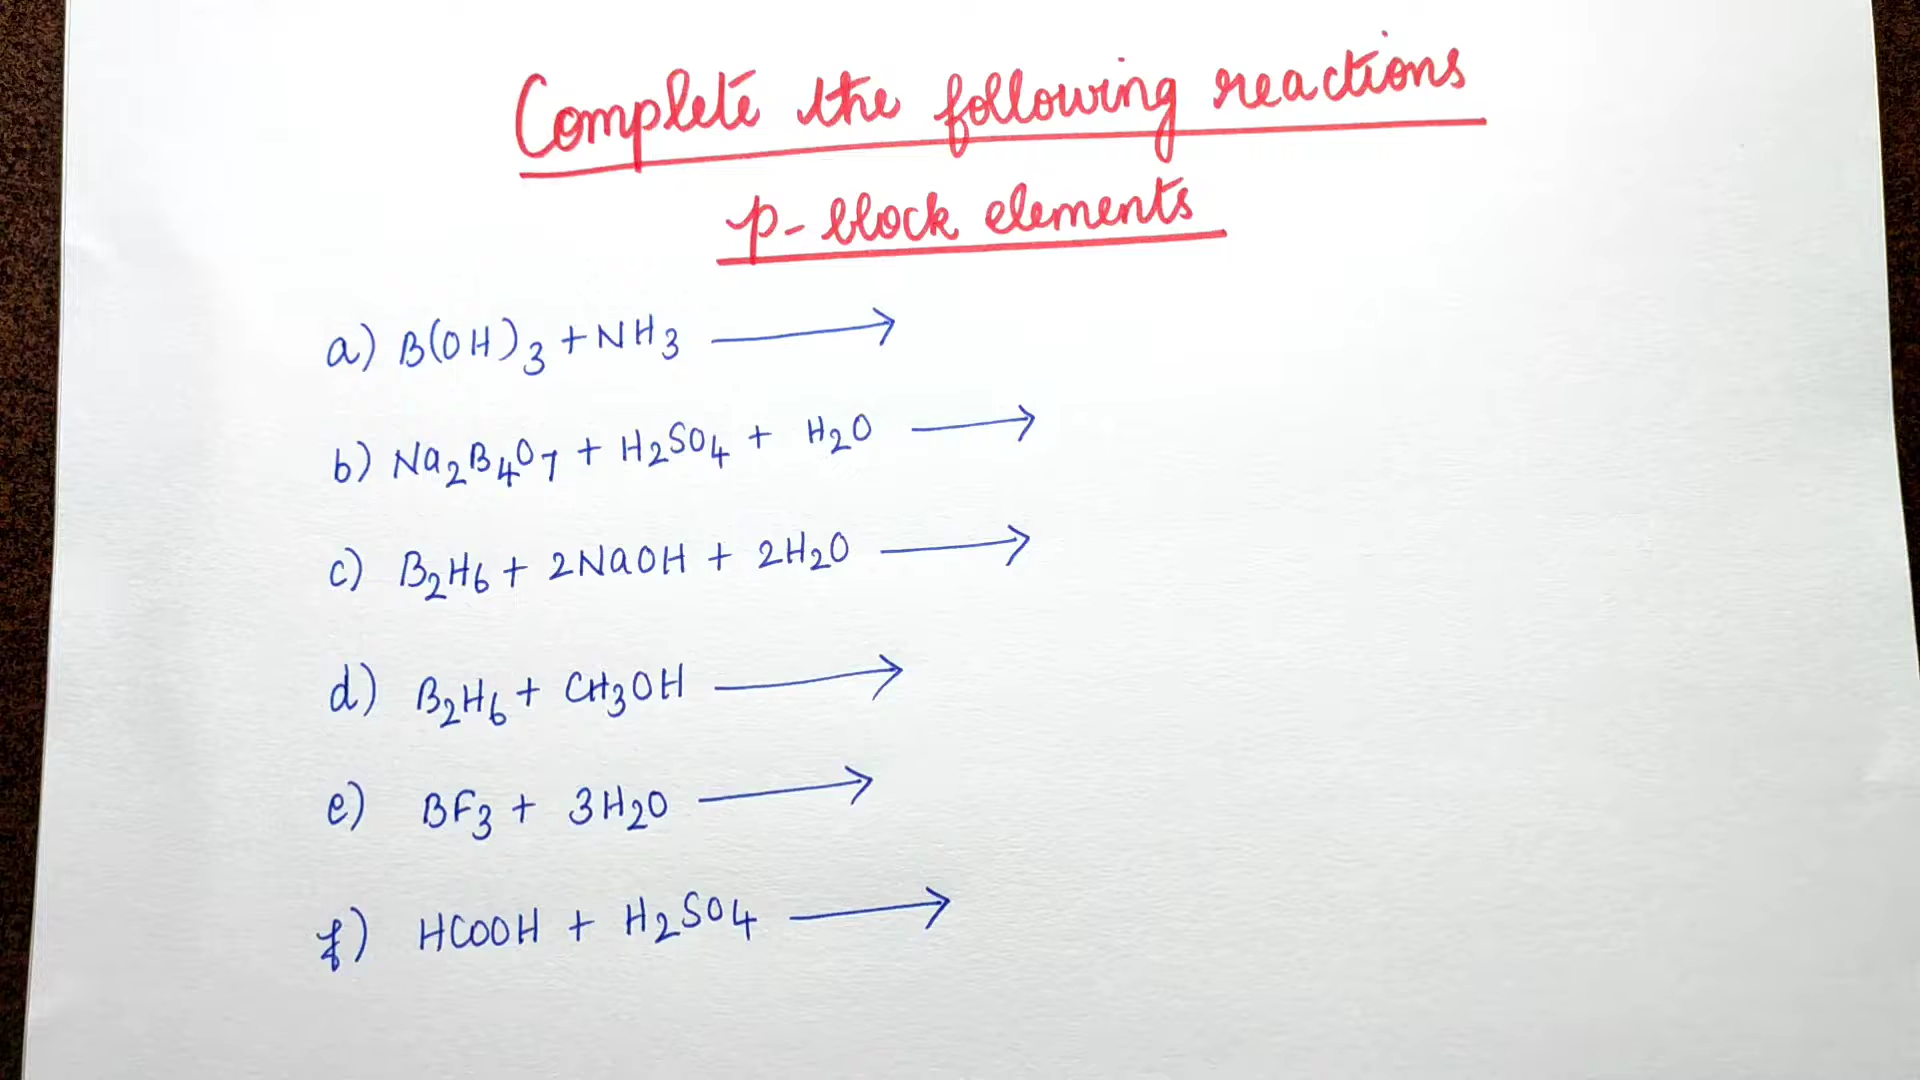 Complete the following reactions
p-block elements
a) B(OH)3 + NH3 ⟶
b) Na2B4O7 + H2SO4 + H2O ⟶
c) B2H6 + 2NaOH + 2H2O ⟶
d) B2H6 + CH3OH ⟶
e) BF3 + 3H2O ⟶
f) HCOOH + H2SO4 ⟶